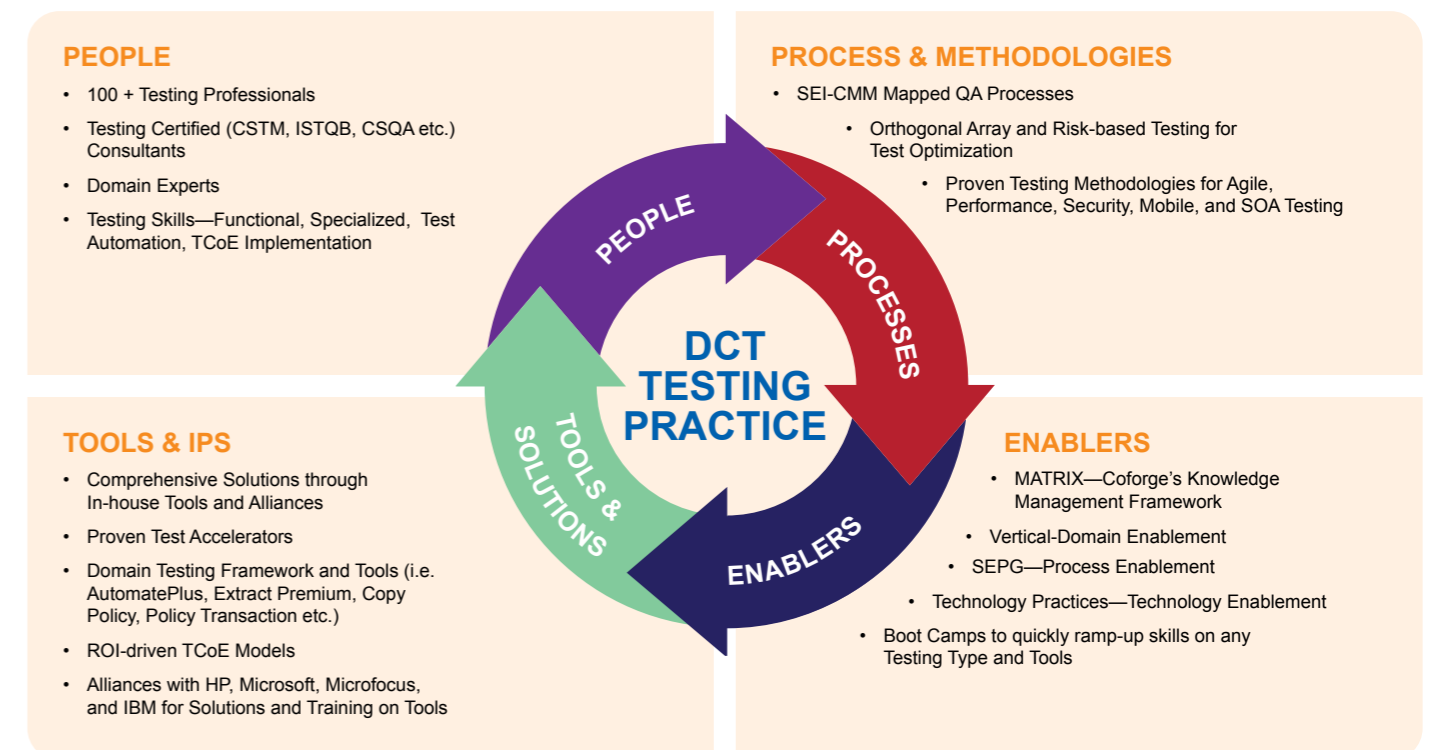 PEOPLE
• 100 + Testing Professionals
• Testing Certified (CSTM, ISTQB, CSQA etc.)
Consultants
• Domain Experts
• Testing Skills—Functional, Specialized, Test
Automation, TCoE Implementation
PROCESS & METHODOLOGIES
• SEI-CMM Mapped QA Processes
• Orthogonal Array and Risk-based Testing for
Test Optimization
• Proven Testing Methodologies for Agile,
Performance, Security, Mobile, and SOA Testing
PEOPLE
PROCESSES
DCT
TESTING
PRACTICE
TOOLS &
SOLUTIONS
ENABLERS
TOOLS & IPS
• Comprehensive Solutions through
In-house Tools and Alliances
• Proven Test Accelerators
• Domain Testing Framework and Tools (i.e.
AutomatePlus, Extract Premium, Copy
Policy, Policy Transaction etc.)
• ROI-driven TCoE Models
• Alliances with HP, Microsoft, Microfocus,
and IBM for Solutions and Training on Tools
ENABLERS
• MATRIX—Coforge's Knowledge
Management Framework
• Vertical-Domain Enablement
• SEPG—Process Enablement
• Technology Practices—Technology Enablement
• Boot Camps to quickly ramp-up skills on any
Testing Type and Tools